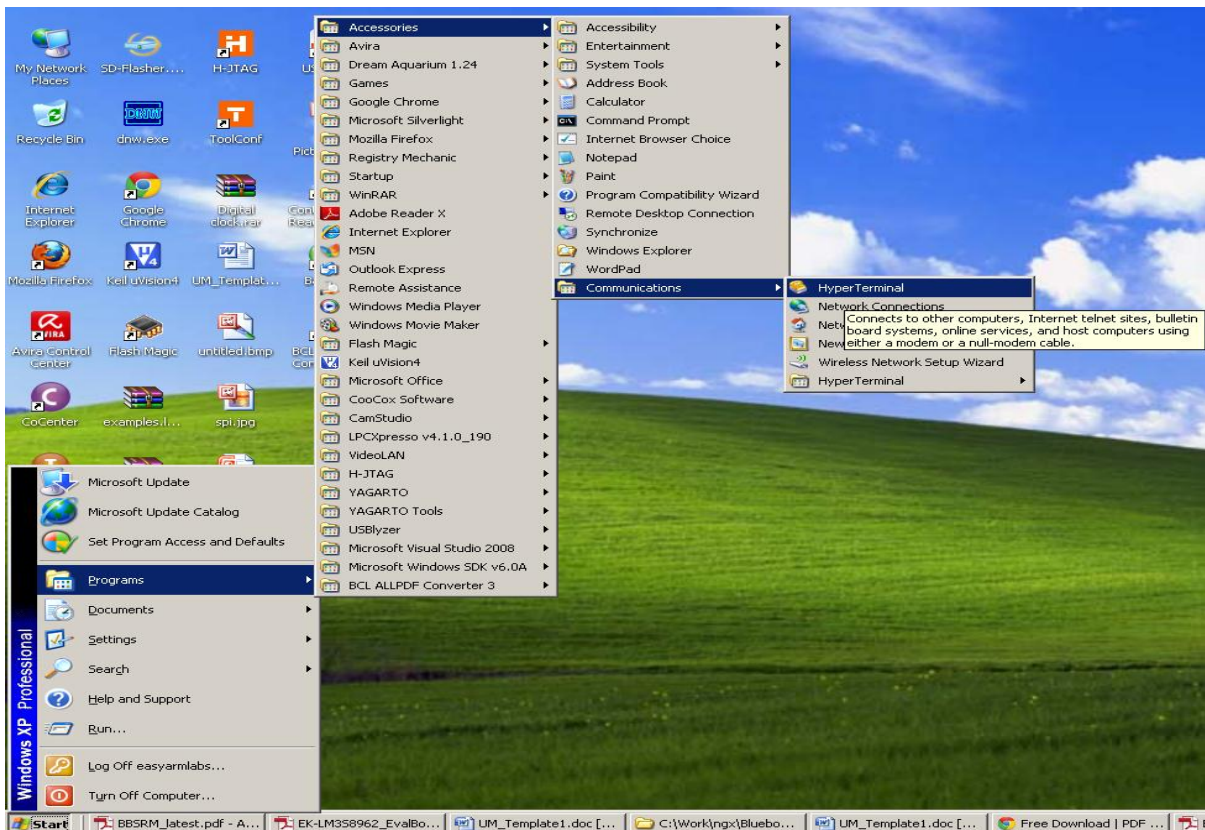 My Network
Places
SD-Flasher....
H-JTAG
Recycle Bin
dnw.exe
ToolConf
Internet
Explorer
Google
Chrome
Digital
clock.rar
Mozilla Firefox
Keil uVision4
UM_Templat...
Avira Control
Center
Flash Magic
untitled.bmp
CoCenter
examples.l...
spi.jpg
Accessories
Avira
Dream Aquarium 1.24
Games
Google Chrome
Microsoft Silverlight
Mozilla Firefox
Registry Mechanic
Startup
WinRAR
Adobe Reader X
Internet Explorer
MSN
Outlook Express
Remote Assistance
Windows Media Player
Windows Movie Maker
Flash Magic
Keil uVision4
Microsoft Office
CooCox Software
CamStudio
LPCXpresso v4.1.0_190
VideoLAN
H-JTAG
YAGARTO
YAGARTO Tools
USBlyzer
Microsoft Visual Studio 2008
Microsoft Windows SDK v6.0A
BCL ALLPDF Converter 3
Accessibility
Entertainment
System Tools
Address Book
Calculator
Command Prompt
Internet Browser Choice
Notepad
Paint
Program Compatibility Wizard
Remote Desktop Connection
Synchronize
Windows Explorer
WordPad
Communications
HyperTerminal
Network Connections
Connects to other computers, Internet telnet sites, bulletin
board systems, online services, and host computers using
either a modem or a null-modem cable.
Wireless Network Setup Wizard
HyperTerminal
Microsoft Update
Microsoft Update Catalog
Set Program Access and Defaults
Programs
Documents
Settings
Search
Help and Support
Run...
Log Off easyarmlabs...
Turn Off Computer...
Windows XP Professional
Start
BBSRM_latest.pdf - A...
EK-LM3S8962_EvalBo...
UM_Template1.doc [...
C:\Work\ngx\Bluebo...
UM_Template1.doc [...
Free Download | PDF ...